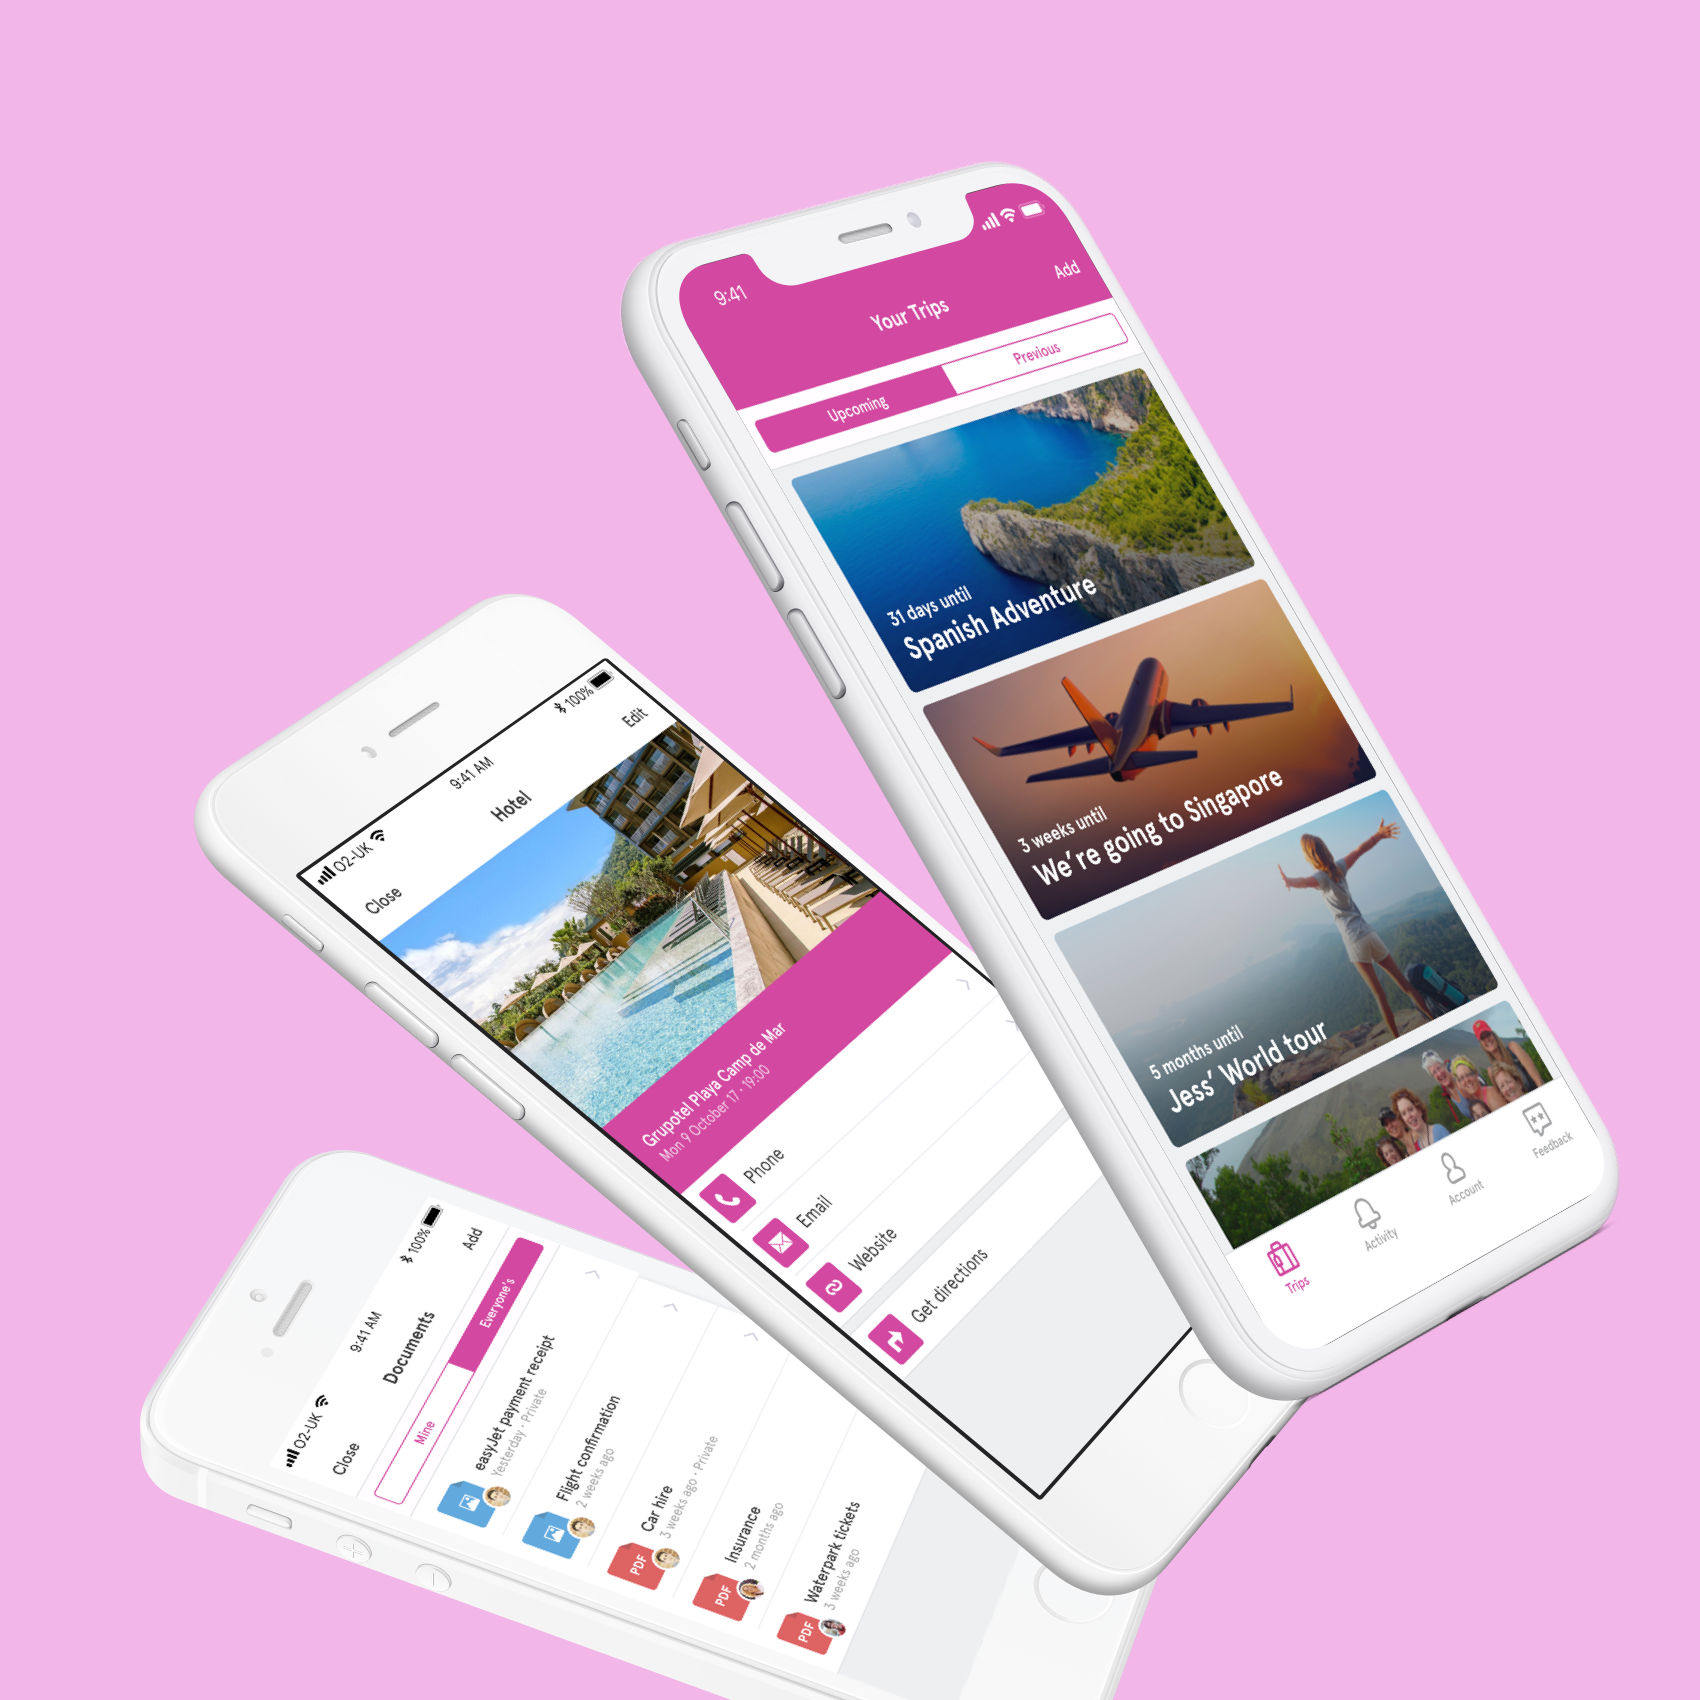 9:41
Add
Your Trips
Upcoming
Previous
31 days until
Spanish Adventure
3 weeks until
We're going to Singapore
5 months until
Jess' World tour
Trips
Activity
Account
Feedback
O2-UK
9:41 AM
100%
Close
Hotel
Edit
Grupotel Playa Camp de Mar
Mon 9 October 17 · 19:00
Phone
Email
Website
Get directions
O2-UK
9:41 AM
100%
Close
Documents
Add
Mine
Everyone's
easyJet payment receipt
Yesterday · Private
Flight confirmation
2 weeks ago
PDF
Car hire
3 weeks ago · Private
PDF
Insurance
2 months ago
PDF
Waterpark tickets
3 weeks ago